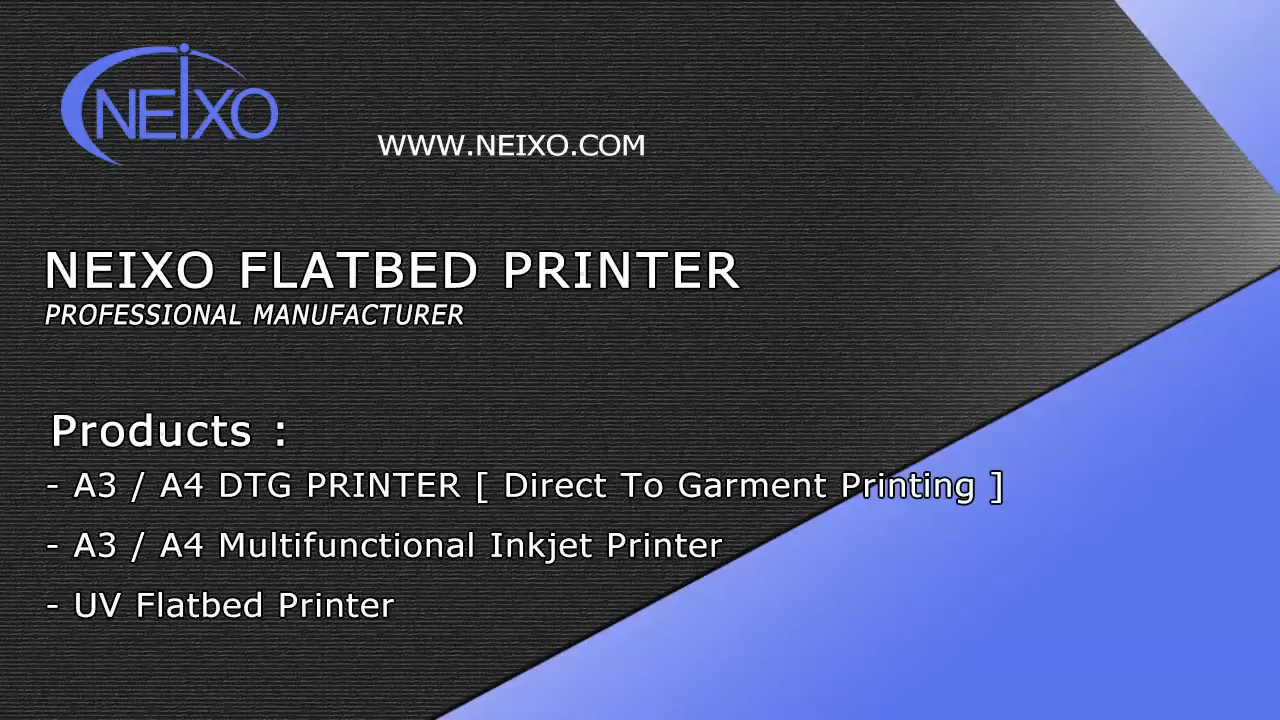 NEIXO
WWW.NEIXO.COM
NEIXO FLATBED PRINTER
PROFESSIONAL MANUFACTURER
Products :
- A3 / A4 DTG PRINTER [ Direct To Garment Printing ]
- A3 / A4 Multifunctional Inkjet Printer
- UV Flatbed Printer